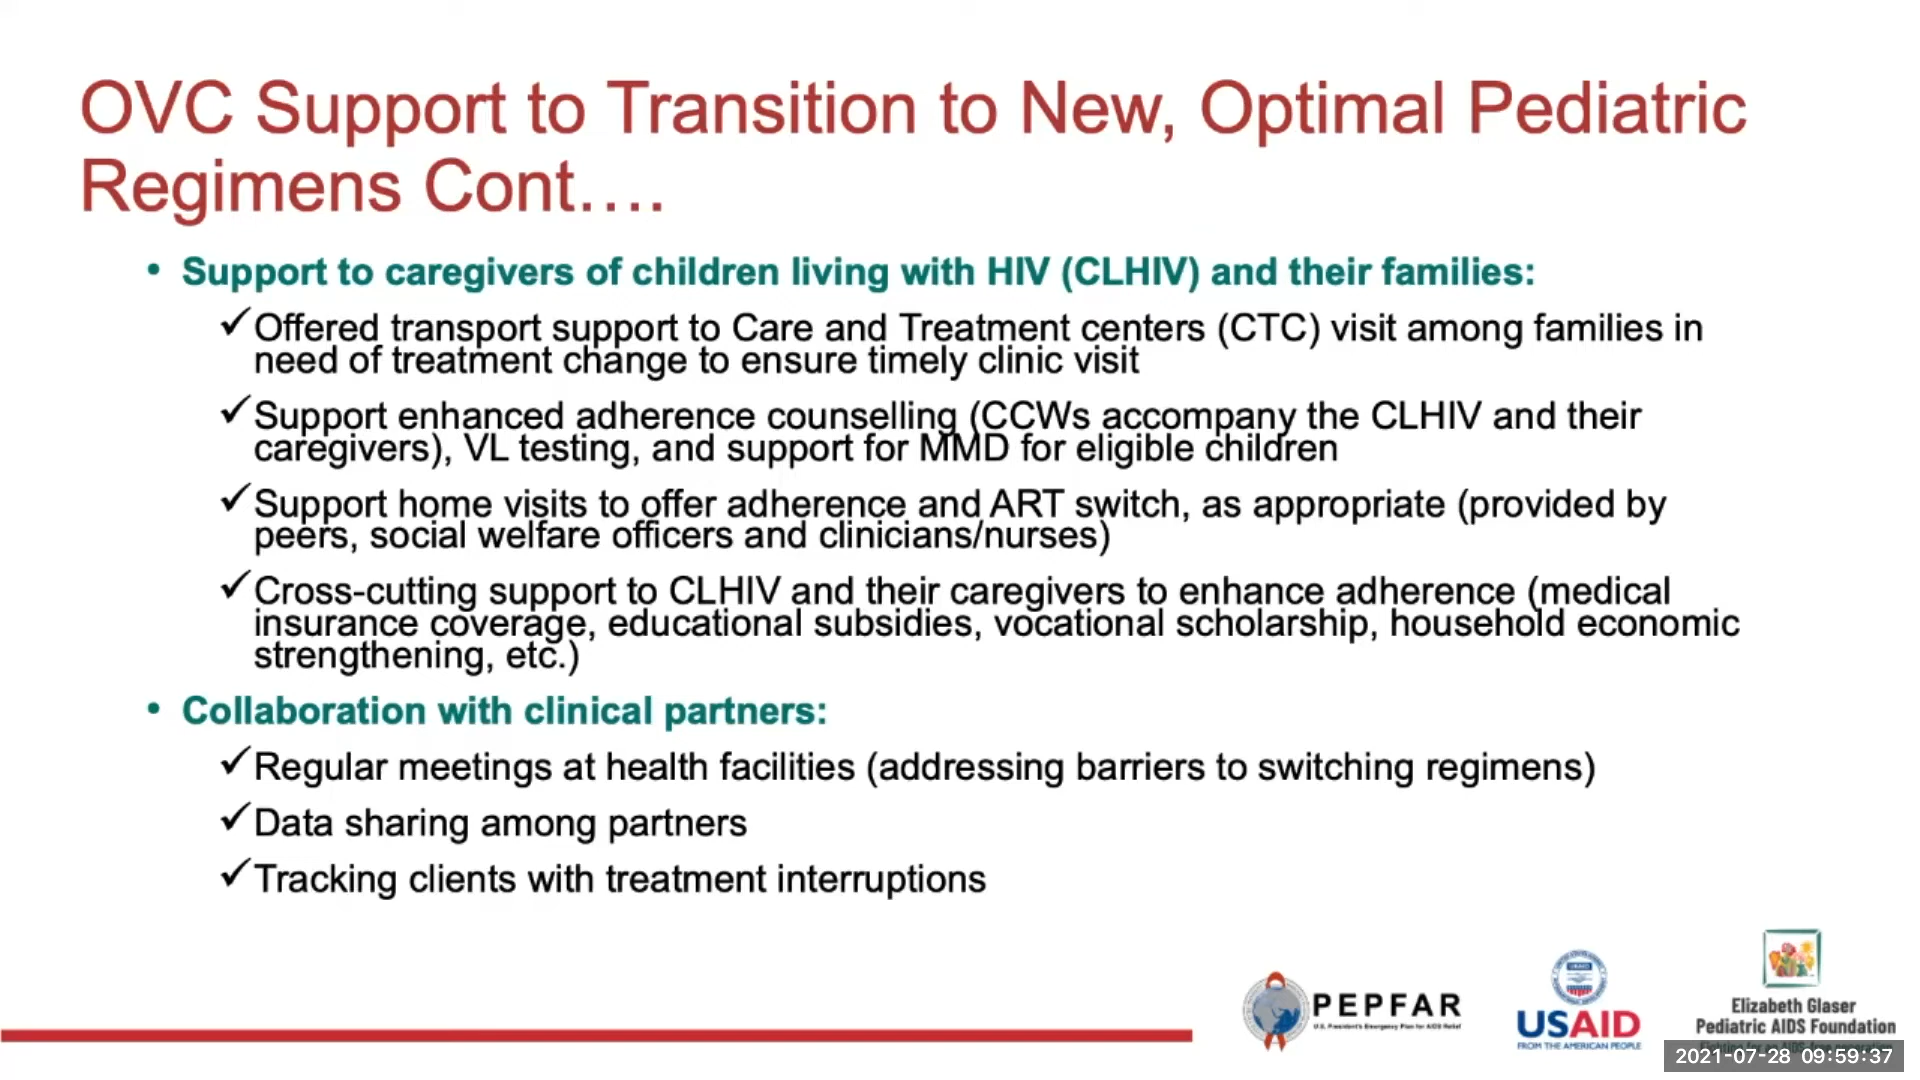 OVC Support to Transition to New, Optimal Pediatric
Regimens Cont….
• Support to caregivers of children living with HIV (CLHIV) and their families:
✓Offered transport support to Care and Treatment centers (CTC) visit among families in
need of treatment change to ensure timely clinic visit
✓Support enhanced adherence counselling (CCWs accompany the CLHIV and their
caregivers), VL testing, and support for MMD for eligible children
✓Support home visits to offer adherence and ART switch, as appropriate (provided by
peers, social welfare officers and clinicians/nurses)
✓Cross-cutting support to CLHIV and their caregivers to enhance adherence (medical
insurance coverage, educational subsidies, vocational scholarship, household economic
strengthening, etc.)
• Collaboration with clinical partners:
✓Regular meetings at health facilities (addressing barriers to switching regimens)
✓Data sharing among partners
✓Tracking clients with treatment interruptions
PEPFAR
U.S. President's Emergency Plan for AIDS Relief
USAID
FROM THE AMERICAN PEOPLE
Elizabeth Glaser
Pediatric AIDS Foundation
2021-07-28 09:59:37